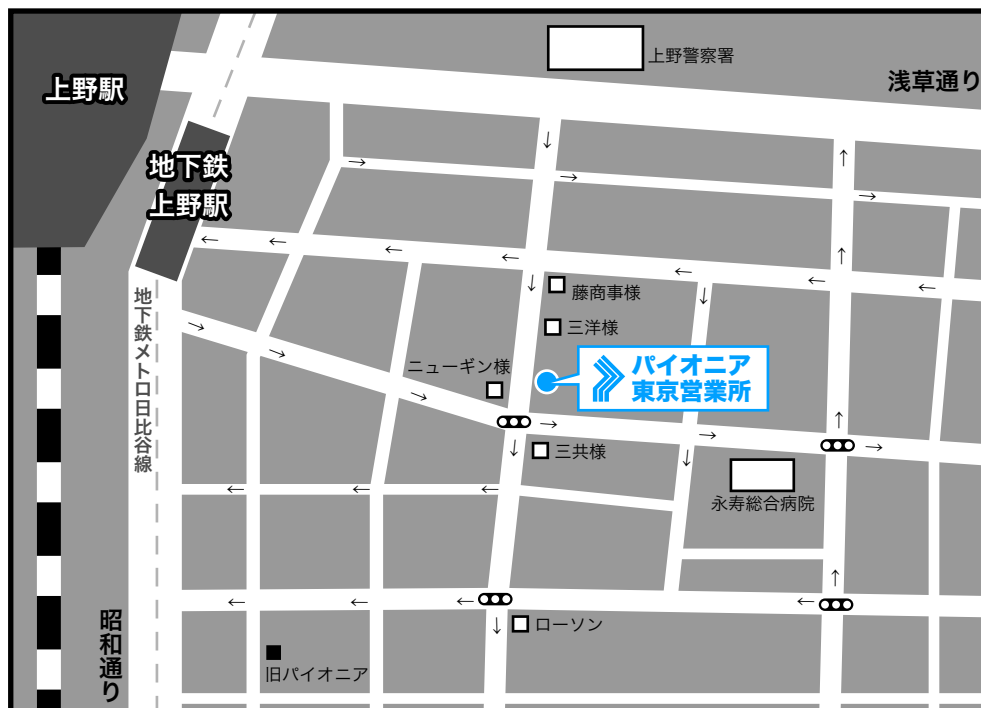 上野警察署
浅草通り
上野駅
地下鉄
上野駅
藤商事様
地下鉄メトロ日比谷線
三洋様
ニューギン様
パイオニア
東京営業所
三共様
永寿総合病院
昭和通り
ローソン
旧パイオニア